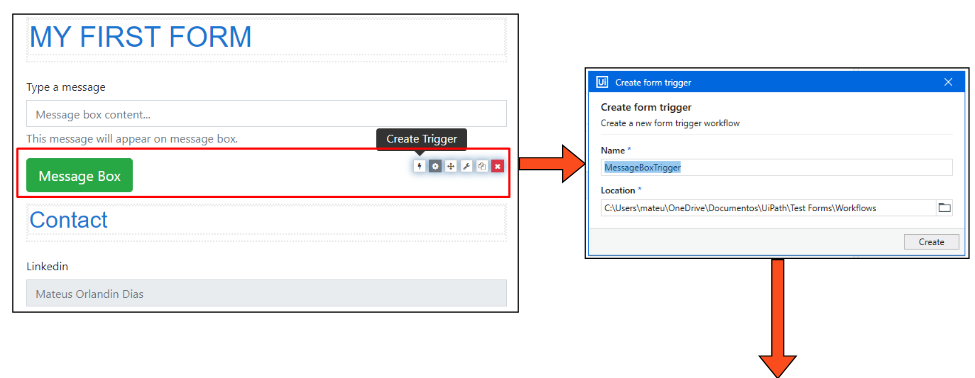 MY FIRST FORM
Type a message
Message box content...
This message will appear on message box.
Create Trigger
Message Box
Contact
Linkedin
Mateus Orlandin Dias
Ui Create form trigger
Create form trigger
Create a new form trigger workflow
Name *
MessageBoxTrigger
Location *
C:\Users\mateu\OneDrive\Documentos\UiPath\Test Forms\Workflows
Create